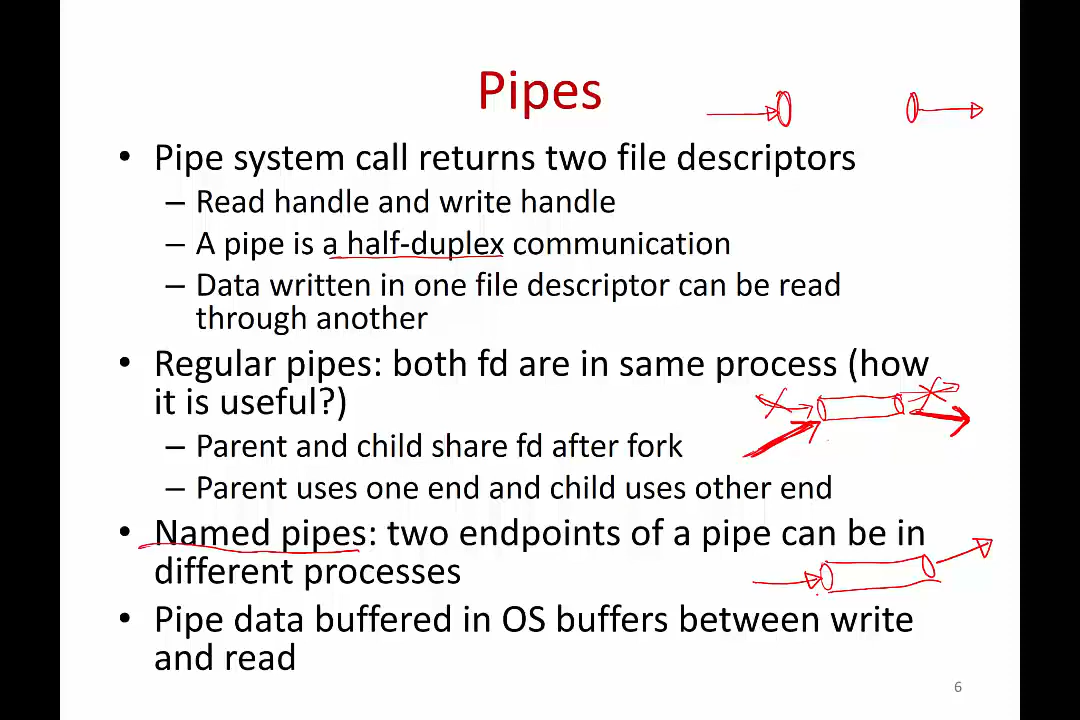 Pipes
• Pipe system call returns two file descriptors
– Read handle and write handle
– A pipe is a half-duplex communication
– Data written in one file descriptor can be read
through another
• Regular pipes: both fd are in same process (how
it is useful?)
– Parent and child share fd after fork
– Parent uses one end and child uses other end
• Named pipes: two endpoints of a pipe can be in
different processes
• Pipe data buffered in OS buffers between write
and read
6